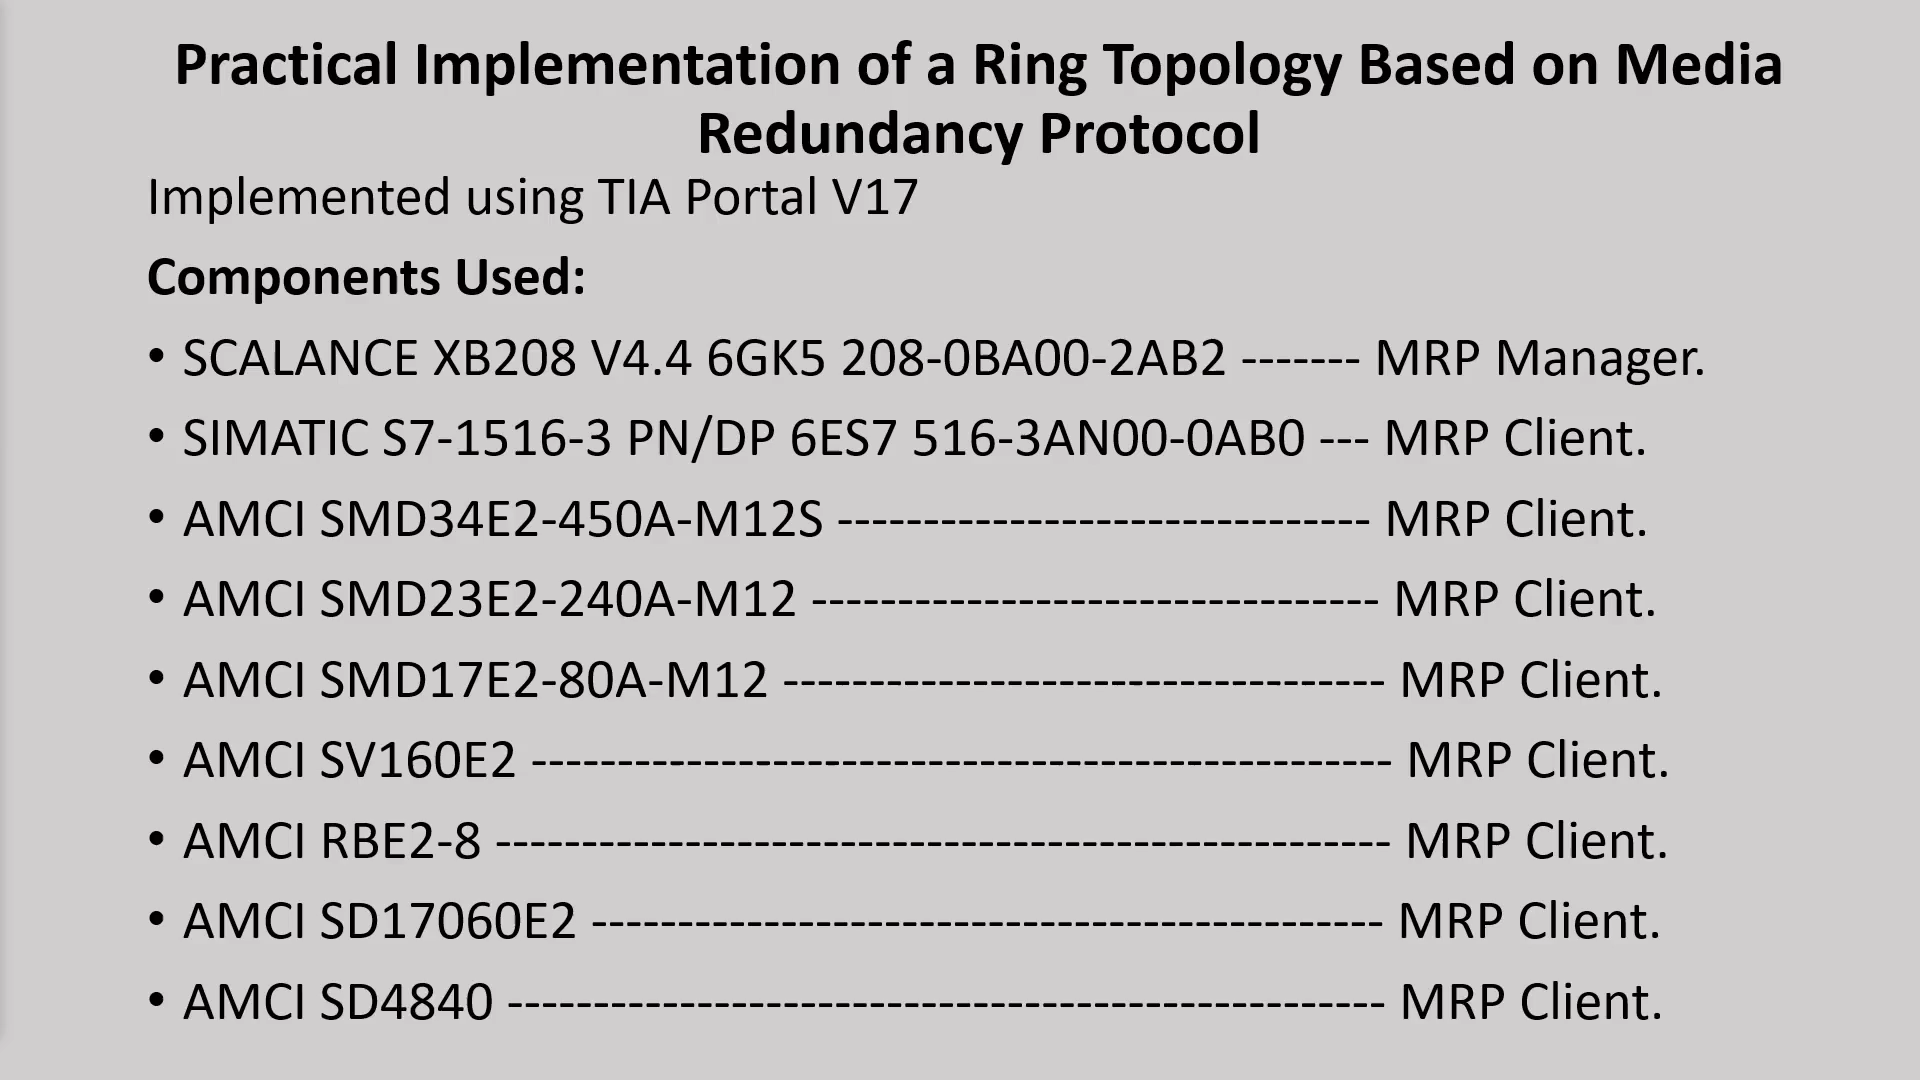 Practical Implementation of a Ring Topology Based on Media
Redundancy Protocol
Implemented using TIA Portal V17
Components Used:
• SCALANCE XB208 V4.4 6GK5 208-0BA00-2AB2 ------- MRP Manager.
• SIMATIC S7-1516-3 PN/DP 6ES7 516-3AN00-0AB0 --- MRP Client.
• AMCI SMD34E2-450A-M12S ------------------------------- MRP Client.
• AMCI SMD23E2-240A-M12 --------------------------------- MRP Client.
• AMCI SMD17E2-80A-M12 ----------------------------------- MRP Client.
• AMCI SV160E2 -------------------------------------------------- MRP Client.
• AMCI RBE2-8 ---------------------------------------------------- MRP Client.
• AMCI SD17060E2 ---------------------------------------------- MRP Client.
• AMCI SD4840 --------------------------------------------------- MRP Client.